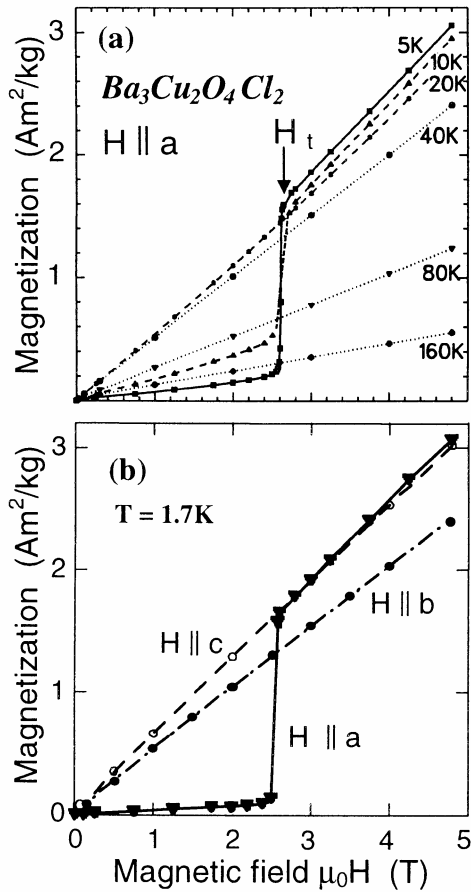 (a)
Ba3Cu2O4Cl2
H || a
Ht
5K
10K
20K
40K
80K
160K
3
2
1
Magnetization (Am²/kg)
(b)
T = 1.7K
H || c
H || b
H || a
3
2
1
0
Magnetization (Am²/kg)
0 1 2 3 4 5
Magnetic field μ₀H (T)